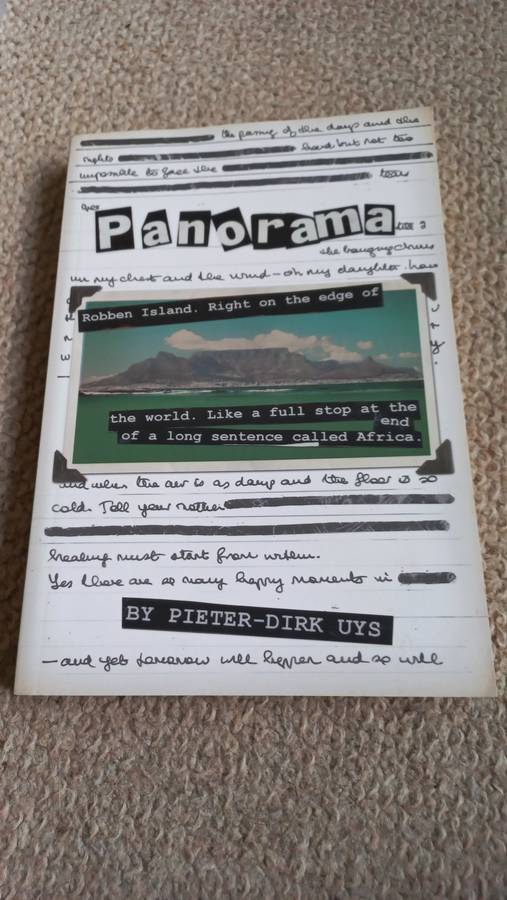 the passing of the days and the
nights hard but not too
impossible to face the
tears
Panorama
the banging
in my chest and the wind - oh my daughter. how
Robben Island. Right on the edge of
the world. Like a full stop at the
end
of a long sentence called Africa.
and when the air is as damp and the floor is so
cold. Tell your mother
healing must start from within.
Yes there are so many happy moments in
BY PIETER-DIRK UYS
— and yet tomorrow will happen and so will